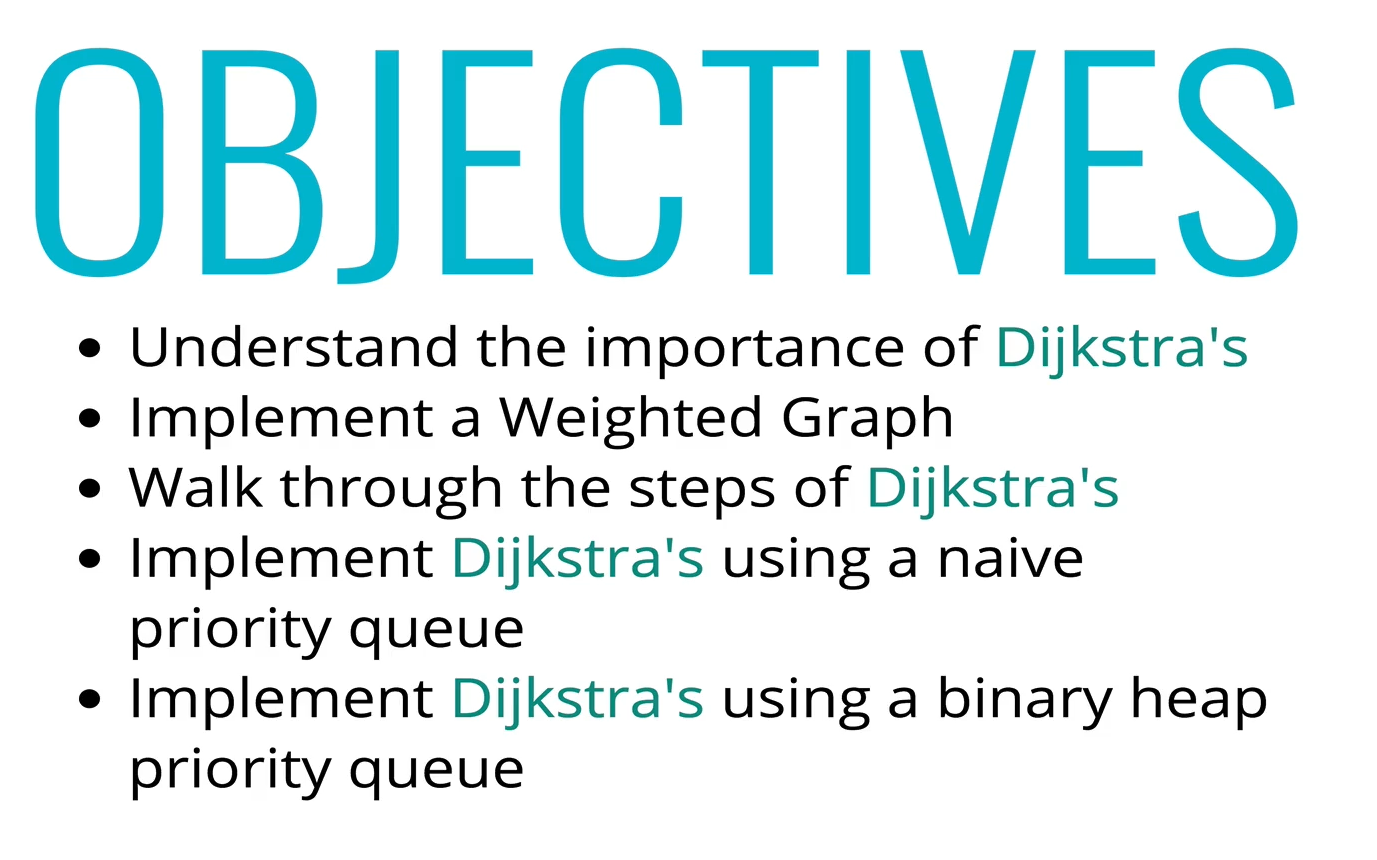 OBJECTIVES
• Understand the importance of Dijkstra's
• Implement a Weighted Graph
• Walk through the steps of Dijkstra's
• Implement Dijkstra's using a naive
priority queue
• Implement Dijkstra's using a binary heap
priority queue